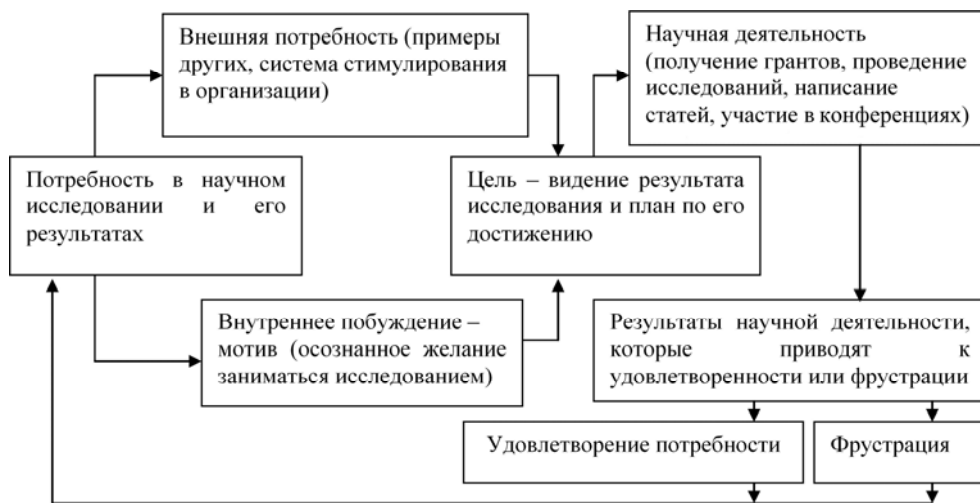 Внешняя потребность (примеры
других, система стимулирования
в организации)
Научная деятельность
(получение грантов, проведение
исследований, написание
статей, участие в конференциях)
Потребность в научном
исследовании и его
результатах
Цель – видение результата
исследования и план по его
достижению
Внутреннее побуждение –
мотив (осознанное желание
заниматься исследованием)
Результаты научной деятельности,
которые приводят к
удовлетворенности или фрустрации
Удовлетворение потребности
Фрустрация